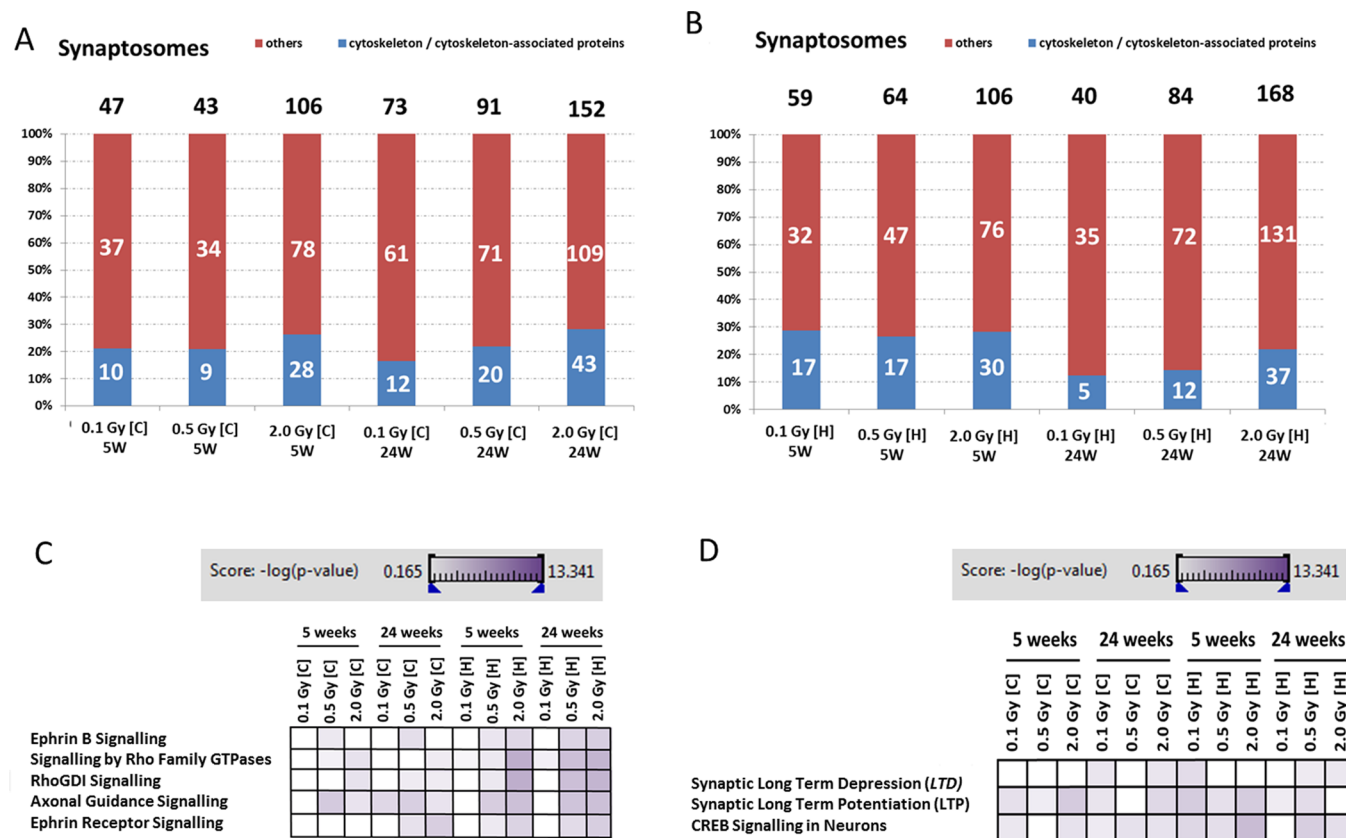 A
Synaptosomes
others
cytoskeleton / cytoskeleton-associated proteins
47 43 106 73 91 152
100%
90%
80%
70%
60%
50%
40%
30%
20%
10%
0%
37 34 78 61 71 109
10 9 28 12 20 43
0.1 Gy [C] 0.5 Gy [C] 2.0 Gy [C] 0.1 Gy [C] 0.5 Gy [C] 2.0 Gy [C]
5W 5W 5W 24W 24W 24W
B
Synaptosomes
others
cytoskeleton / cytoskeleton-associated proteins
59 64 106 40 84 168
100%
90%
80%
70%
60%
50%
40%
30%
20%
10%
0%
32 47 76 35 72 131
17 17 30 5 12 37
0.1 Gy [H] 0.5 Gy [H] 2.0 Gy [H] 0.1 Gy [H] 0.5 Gy [H] 2.0 Gy [H]
5W 5W 5W 24W 24W 24W
C
Score: -log(p-value) 0.165 13.341
5 weeks 24 weeks 5 weeks 24 weeks
0.1 Gy [C] 0.5 Gy [C] 2.0 Gy [C] 0.1 Gy [C] 0.5 Gy [C] 2.0 Gy [C] 0.1 Gy [H] 0.5 Gy [H] 2.0 Gy [H] 0.1 Gy [H] 0.5 Gy [H] 2.0 Gy [H]
Ephrin B Signalling
Signalling by Rho Family GTPases
RhoGDI Signalling
Axonal Guidance Signalling
Ephrin Receptor Signalling
D
Score: -log(p-value) 0.165 13.341
5 weeks 24 weeks 5 weeks 24 weeks
0.1 Gy [C] 0.5 Gy [C] 2.0 Gy [C] 0.1 Gy [C] 0.5 Gy [C] 2.0 Gy [C] 0.1 Gy [H] 0.5 Gy [H] 2.0 Gy [H] 0.1 Gy [H] 0.5 Gy [H] 2.0 Gy [H]
Synaptic Long Term Depression (LTD)
Synaptic Long Term Potentiation (LTP)
CREB Signalling in Neurons